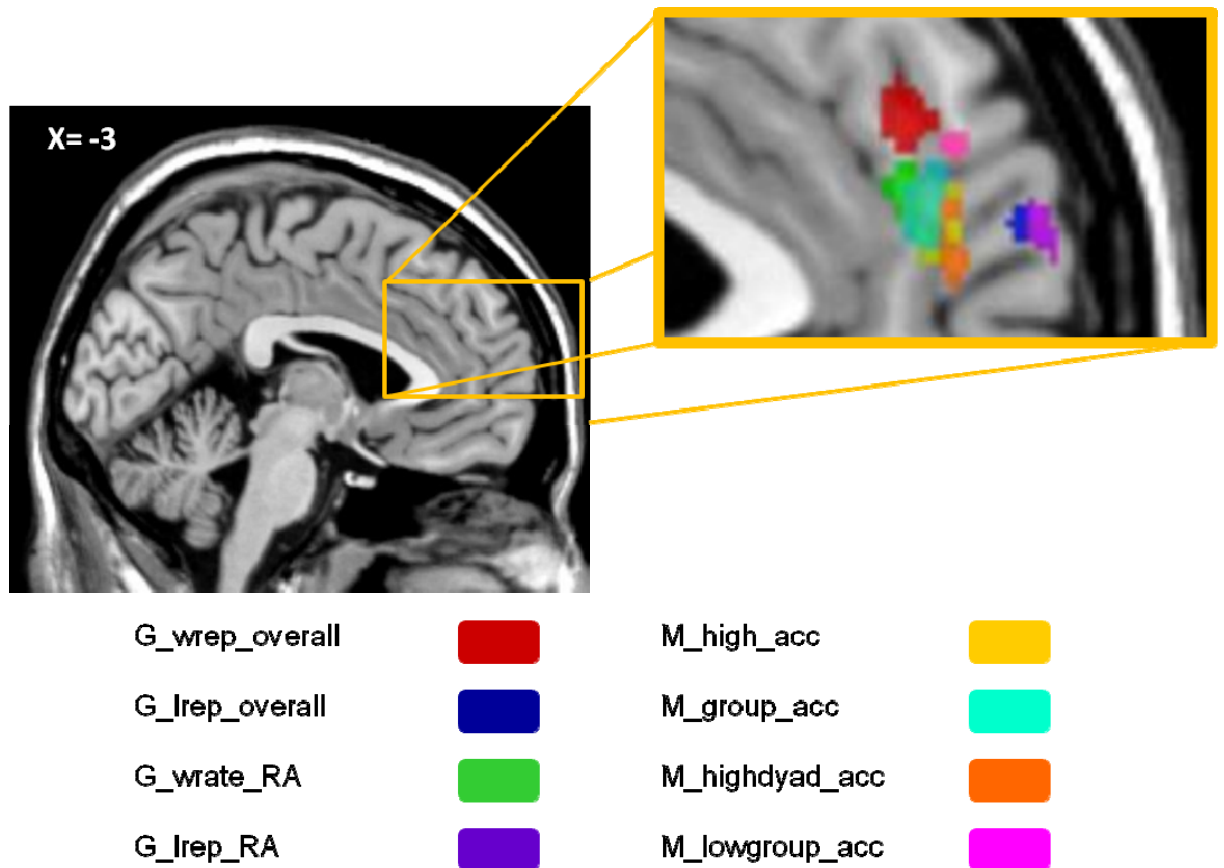 X= -3
G_wrep_overall
M_high_acc
G_lrep_overall
M_group_acc
G_wrate_RA
M_highdyad_acc
G_lrep_RA
M_lowgroup_acc